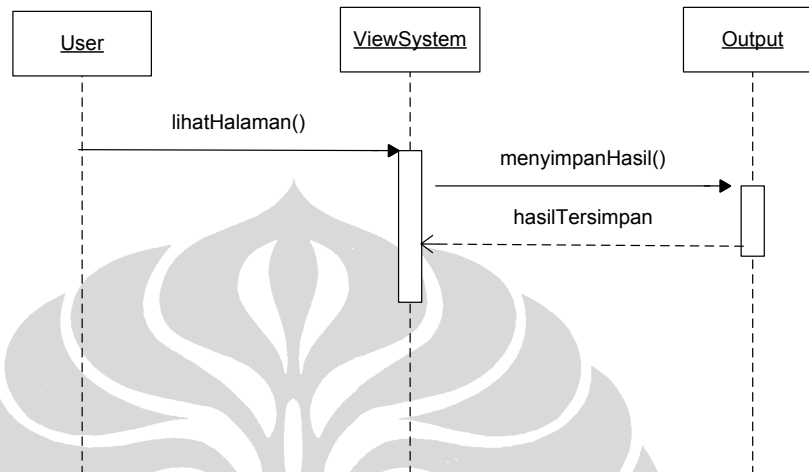 User
ViewSystem
Output
lihatHalaman()
menyimpanHasil()
hasilTersimpan